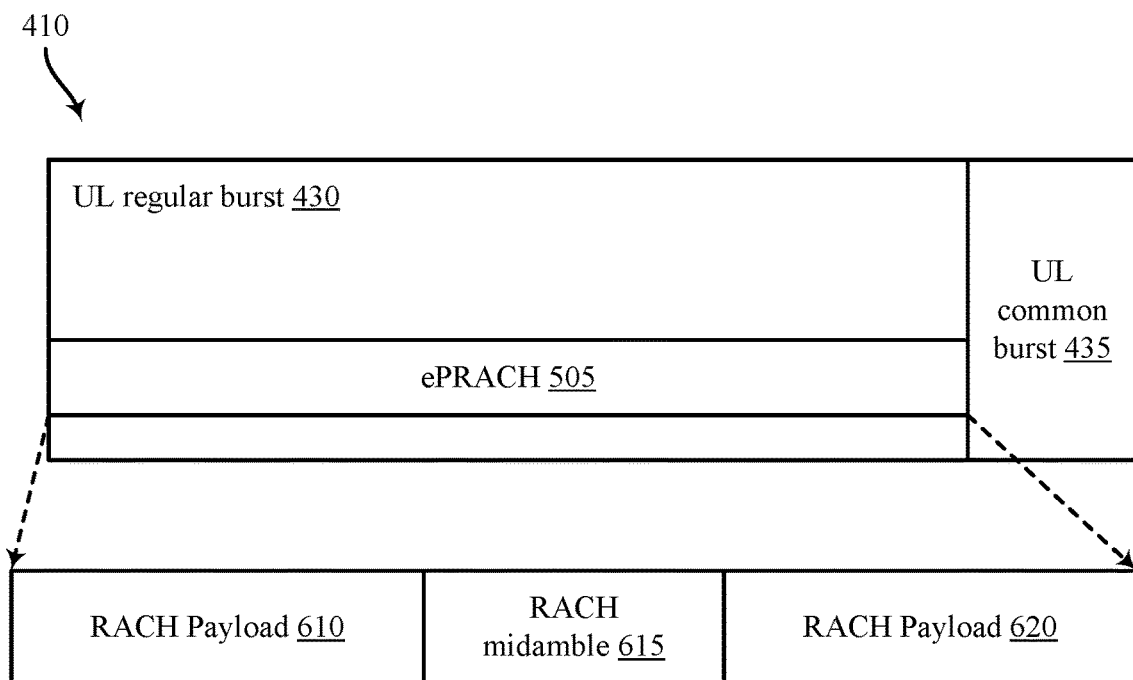 410
UL regular burst 430
UL
common
burst 435
ePRACH 505
RACH Payload 610
RACH
midamble 615
RACH Payload 620